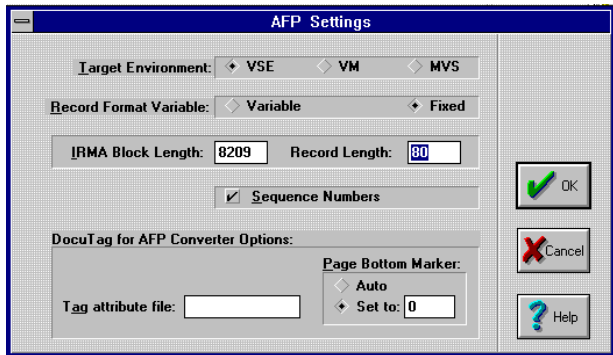 AFP Settings
Target Environment: VSE VM MVS
Record Format Variable: Variable Fixed
IRMA Block Length: 8209 Record Length: 80
OK
Sequence Numbers
DocuTag for AFP Converter Options:
Cancel
Page Bottom Marker:
Auto
Tag attribute file: Set to: 0
Help